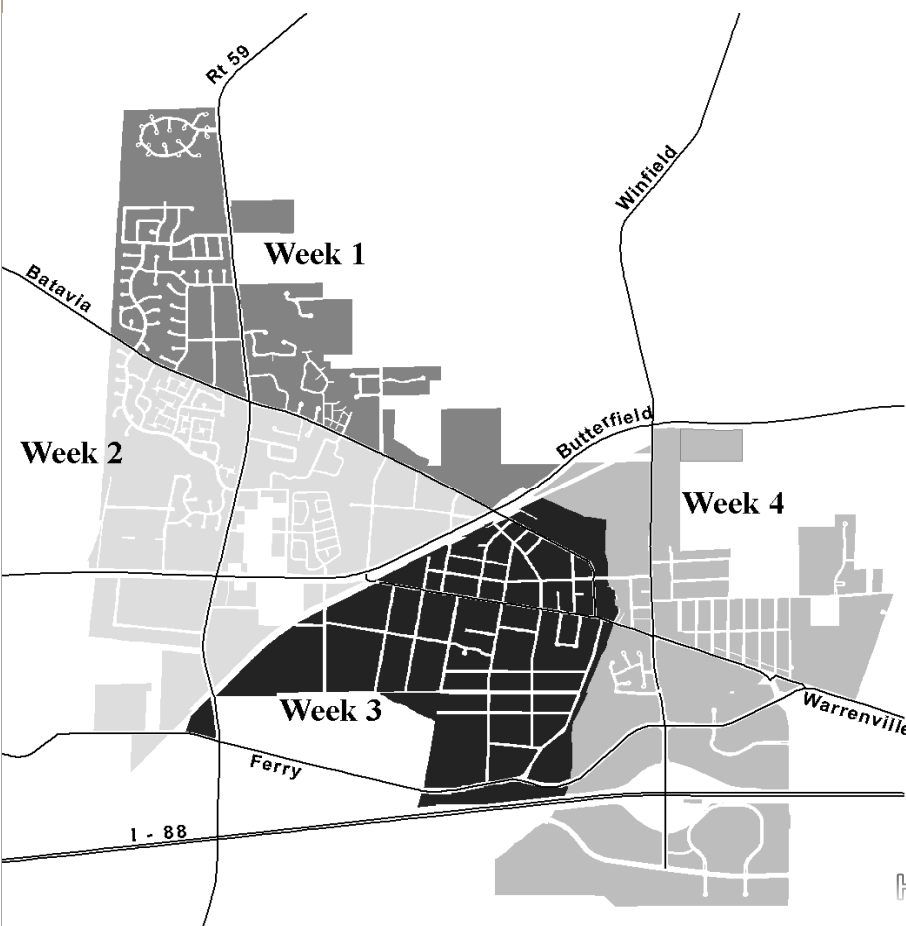 Rt 59
Winfield
Week 1
Batavia
Butterfield
Week 2
Week 4
Week 3
Warrenville
Ferry
I - 88